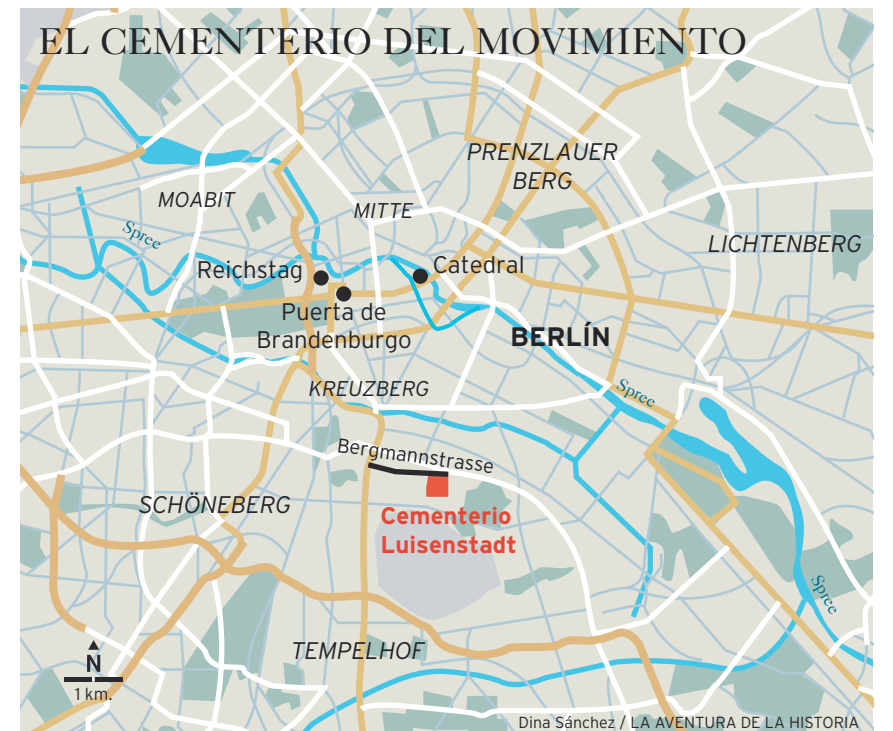 EL CEMENTERIO DEL MOVIMIENTO
PRENZLAUER
BERG
MOABIT
MITTE
Spree
LICHTENBERG
Reichstag
Catedral
Puerta de
Brandenburgo
BERLÍN
KREUZBERG
Spree
Bergmannstrasse
SCHÖNEBERG
Cementerio
Luisenstadt
Spree
TEMPELHOF
N
1 km.
Dina Sánchez / LA AVENTURA DE LA HISTORIA